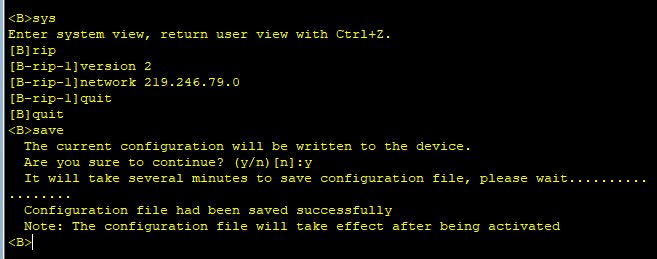 <B>sys
Enter system view, return user view with Ctrl+Z.
[B]rip
[B-rip-1]version 2
[B-rip-1]network 219.246.79.0
[B-rip-1]quit
[B]quit
<B>save
  The current configuration will be written to the device.
  Are you sure to continue? (y/n)[n]:y
  It will take several minutes to save configuration file, please wait..........
........
  Configuration file had been saved successfully
  Note: The configuration file will take effect after being activated
<B>